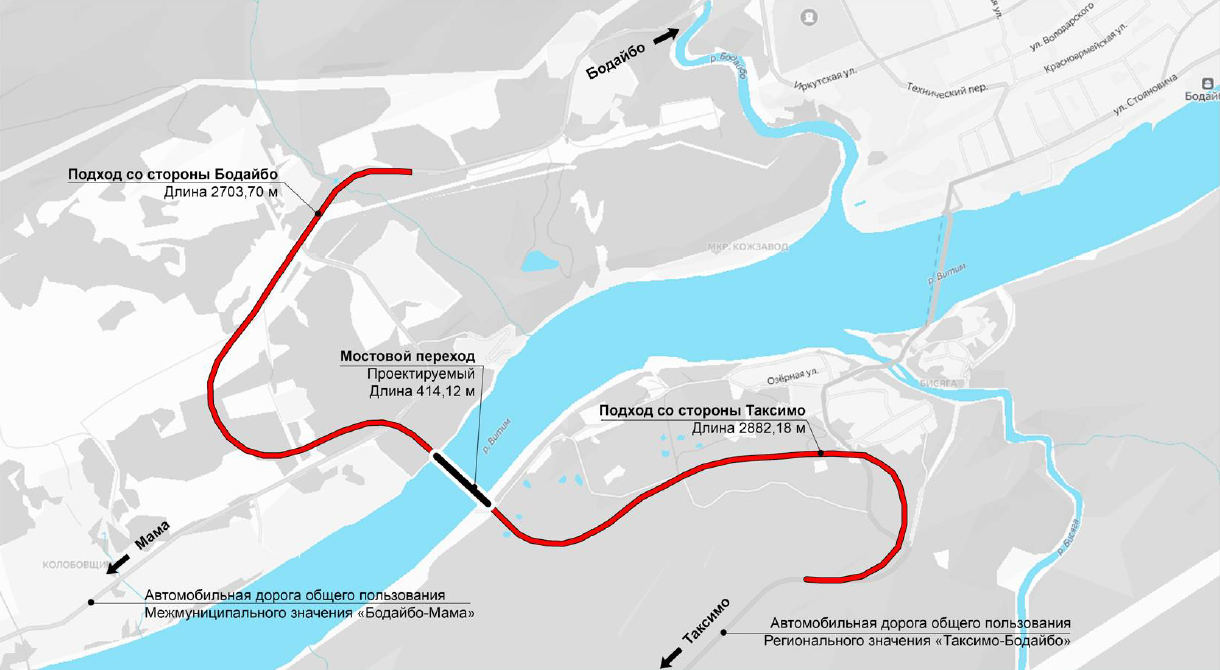 Бодайбо
р. Бодайбо
ул. Володарского
Красноармейская ул.
Иркутская ул.
Технический пер.
ул. Стояновича
Бодайб
Подход со стороны Бодайбо
Длина 2703,70 м
МКР. КОЖЗАВОД
р. Витим
Мостовой переход
Проектируемый
Длина 414,12 м
Озёрная ул.
БИСЯГА
р. Витим
Подход со стороны Таксимо
Длина 2882,18 м
р. Бисяга
Мама
КОЛОБОВЩИН
Автомобильная дорога общего пользования
Межмуниципального значения «Бодайбо-Мама»
Таксимо
Автомобильная дорога общего пользования
Регионального значения «Таксимо-Бодайбо»